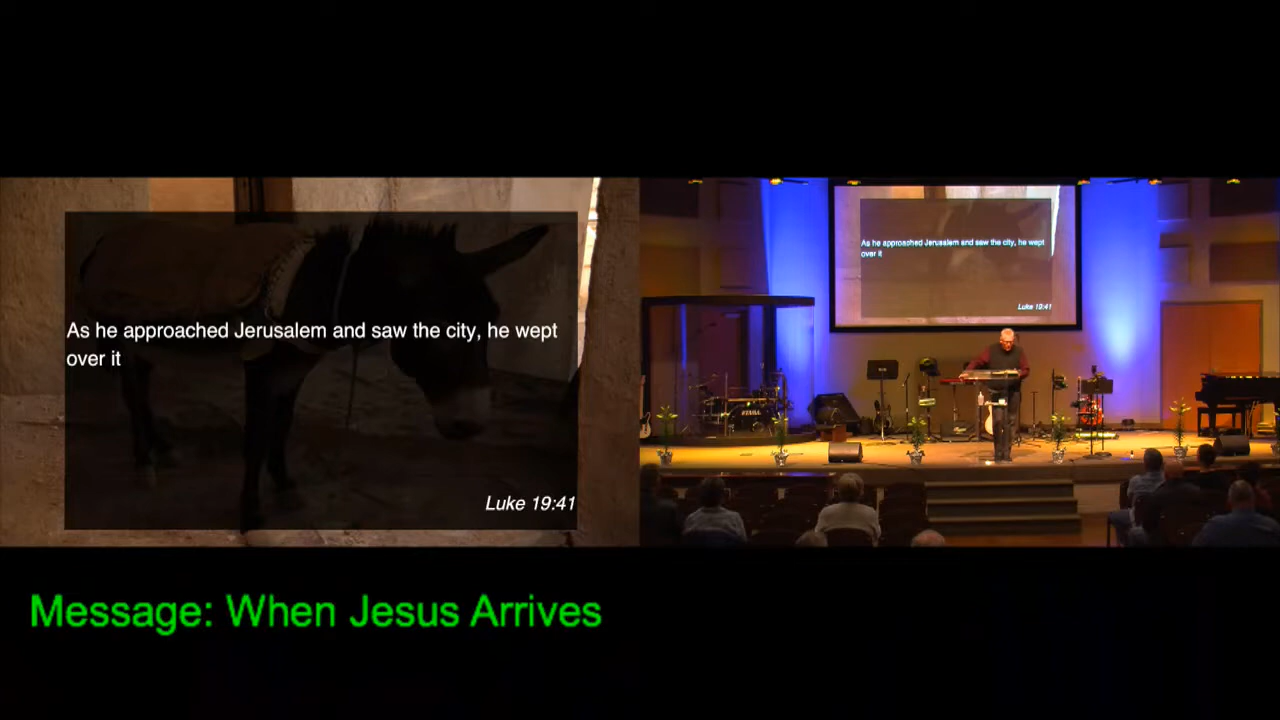 As he approached Jerusalem and saw the city, he wept
over it
Luke 19:41
As he approached Jerusalem and saw the city, he wept
over it
Luke 19:41
TAMA
Message: When Jesus Arrives